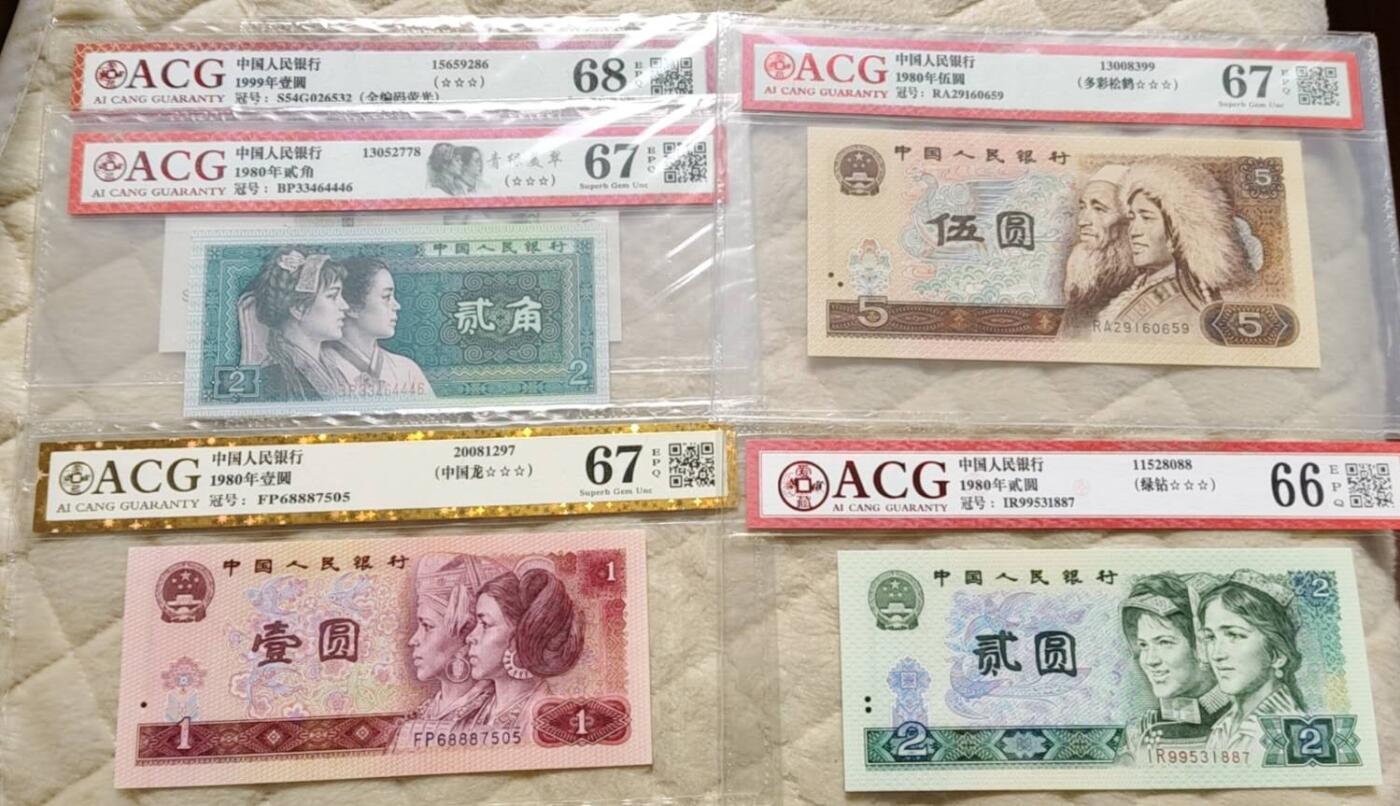 ACG
AI CANG GUARANTY
中国人民银行
1999年壹圆
冠号：S54G026532（全编码荧光）
15659286
(☆☆☆)
68
EPQ
ACG
AI CANG GUARANTY
中国人民银行
1980年贰角
冠号：BP33464446
13052778
(☆☆☆)
67
Superb Gem Unc
EPQ
中国人民银行
贰角
2
2
33464446
ACG
AI CANG GUARANTY
中国人民银行
1980年伍圆
冠号：RA29160659
13008399
(多彩松鹤☆☆☆)
67
Superb Gem Unc
EPQ
中国人民银行
5
伍圆
5
RA29160659
5
ACG
AI CANG GUARANTY
中国人民银行
1980年壹圆
冠号：FP68887505
20081297
(中国龙☆☆☆)
67
Superb Gem Unc
EPQ
中国人民银行
1
壹圆
1
FP68887505
1
ACG
AI CANG GUARANTY
中国人民银行
1980年贰圆
冠号：IR99531887
11528088
(绿钻☆☆☆)
66
EPQ
中国人民银行
2
贰圆
2
IR99531887
2